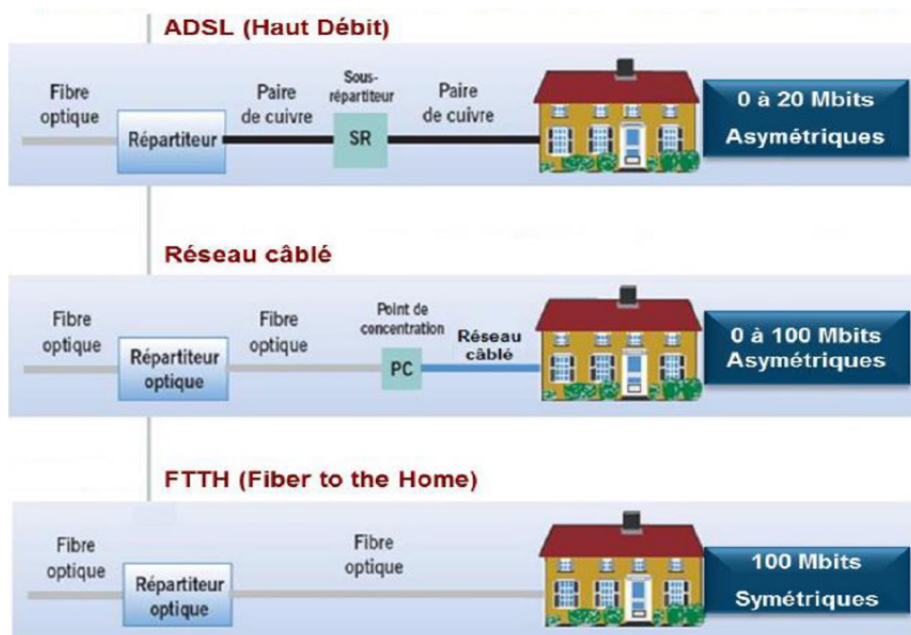 ADSL (Haut Débit)
Fibre
optique
Répartiteur
Paire
de cuivre
Sous-
répartiteur
SR
Paire
de cuivre
0 à 20 Mbits
Asymétriques
Réseau câblé
Fibre
optique
Répartiteur
optique
Fibre
optique
Point de
concentration
PC
Réseau
câblé
0 à 100 Mbits
Asymétriques
FTTH (Fiber to the Home)
Fibre
optique
Répartiteur
optique
Fibre
optique
100 Mbits
Symétriques